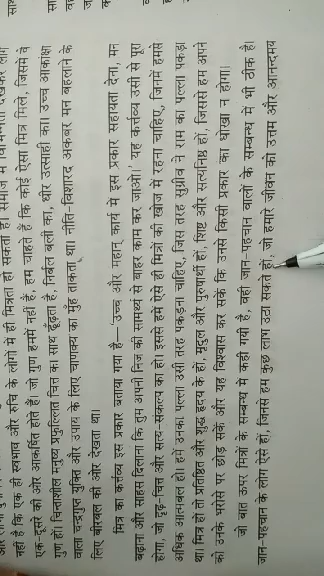 नहीं है कि एक ही स्वभाव और रुचि के लोगों में ही मित्रता हो सकती है। समाज में विभिन्नता देखकर लोग
एक-दूसरे की ओर आकर्षित होते हैं। जो गुण हममें नहीं हैं, हम चाहते हैं कि कोई ऐसा मित्र मिले, जिसमें वे
गुण हों। चिन्ताशील मनुष्य प्रफुल्लित चित्त का साथ ढूँढ़ता है, निर्बल बली का, धीर उत्साही का। उच्च आकांक्षा
वाला चन्द्रगुप्त युक्ति और उपाय के लिए चाणक्य का मुँह ताकता था। नीति-विशारद अकबर मन बहलाने के
लिए बीरबल की ओर देखता था।
मित्र का कर्त्तव्य इस प्रकार बताया गया है— उच्च और महान् कार्य में इस प्रकार सहायता देना, मन
बढ़ाना और साहस दिलाना कि तुम अपनी निज की सामर्थ्य से बाहर काम कर जाओ।' यह कर्त्तव्य उसी से पूरा
होगा, जो दृढ़-चित्त और सत्य-संकल्प का हो। इससे हमें ऐसे ही मित्रों की खोज में रहना चाहिए, जिनमें हमसे
अधिक आत्मबल हो। हमें उनका पल्ला उसी तरह पकड़ना चाहिए, जिस तरह सुग्रीव ने राम का पल्ला पकड़ा
था। मित्र हों तो प्रतिष्ठित और शुद्ध हृदय के हों, मृदुल और पुरुषार्थी हों, शिष्ट और सत्यनिष्ठ हों, जिससे हम अपने
को उनके भरोसे पर छोड़ सकें और यह विश्वास कर सकें कि उनसे किसी प्रकार का धोखा न होगा।
जो बात ऊपर मित्रों के सम्बन्ध में कही गयी है, वही जान-पहचान वालों के सम्बन्ध में भी ठीक है।
जान-पहचान के लोग ऐसे हों, जिनसे हम कुछ लाभ उठा सकते हों, जो हमारे जीवन को उत्तम और आनन्दमय